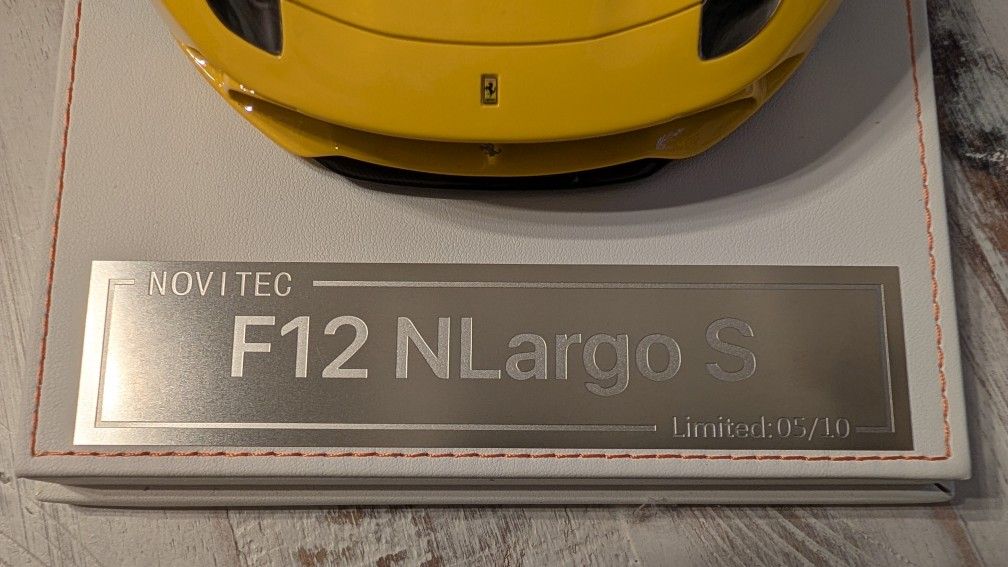 NOVITEC
F12 NLargo S
Limited:05/10